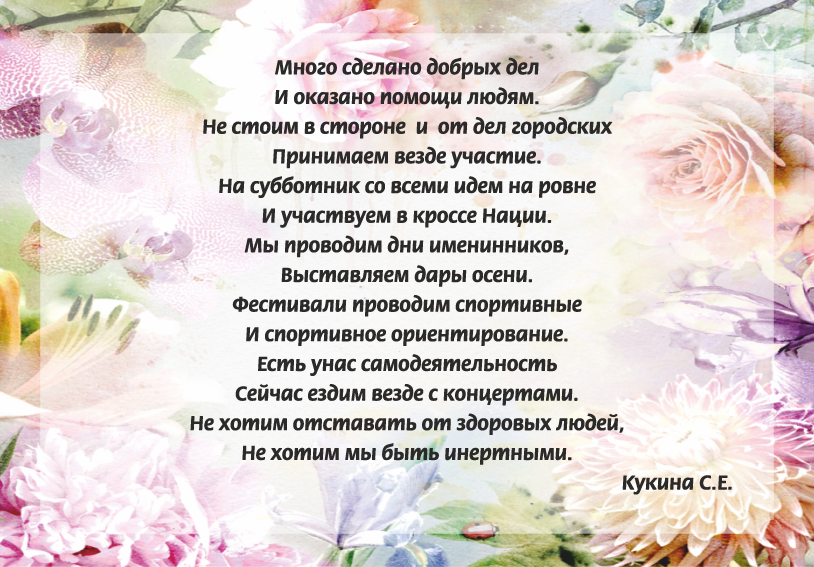 Много сделано добрых дел
И оказано помощи людям.
Не стоим в стороне и от дел городских
Принимаем везде участие.
На субботник со всеми идем на ровне
И участвуем в кроссе Нации.
Мы проводим дни именинников,
Выставляем дары осени.
Фестивали проводим спортивные
И спортивное ориентирование.
Есть унас самодеятельность
Сейчас ездим везде с концертами.
Не хотим отставать от здоровых людей,
Не хотим мы быть инертными.
Кукина С.Е.